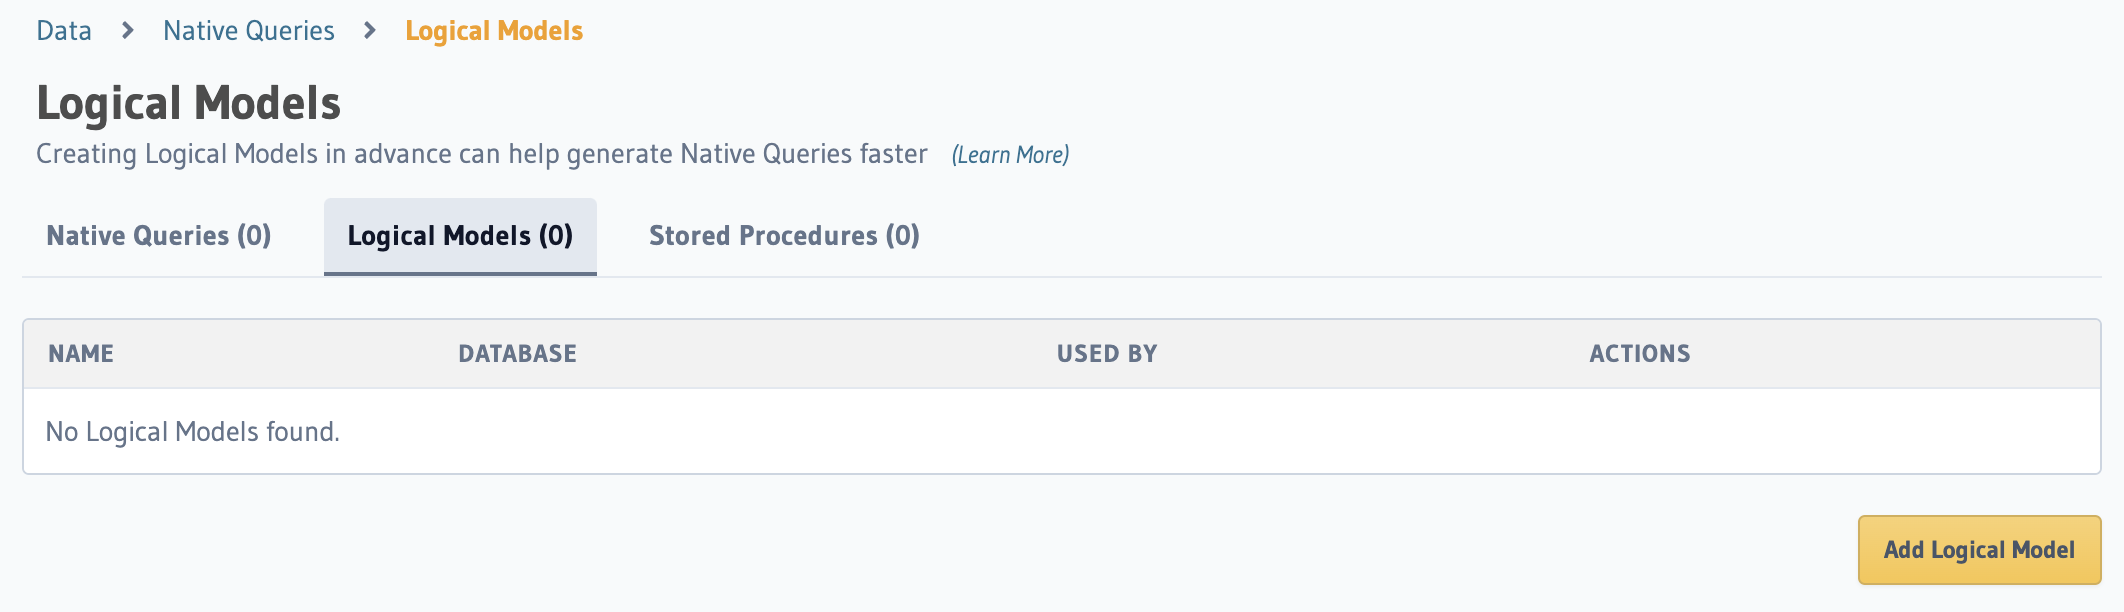 Data > Native Queries > Logical Models
Logical Models
Creating Logical Models in advance can help generate Native Queries faster (Learn More)
Native Queries (0) Logical Models (0) Stored Procedures (0)
NAME DATABASE USED BY ACTIONS
No Logical Models found.
Add Logical Model